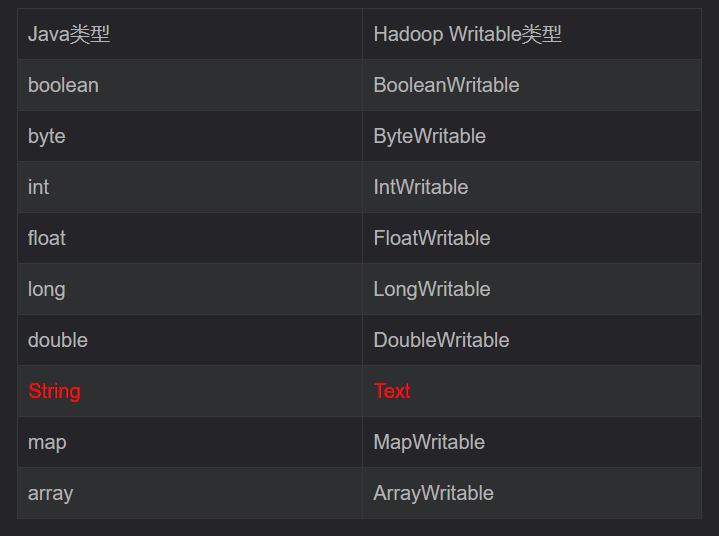 Java类型 Hadoop Writable类型
boolean BooleanWritable
byte ByteWritable
int IntWritable
float FloatWritable
long LongWritable
double DoubleWritable
String Text
map MapWritable
array ArrayWritable